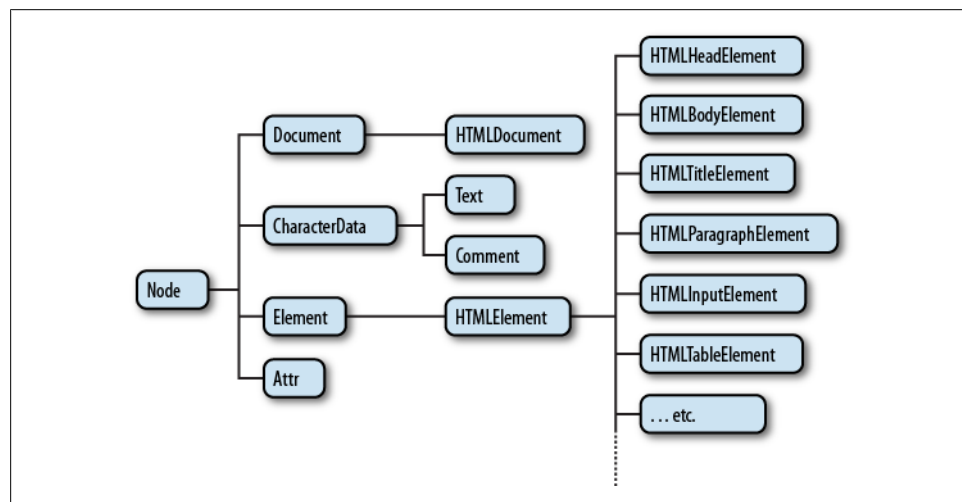 Node
Document
CharacterData
Element
Attr
HTMLDocument
Text
Comment
HTMLElement
HTMLHeadElement
HTMLBodyElement
HTMLTitleElement
HTMLParagraphElement
HTMLInputElement
HTMLTableElement
. . . etc.